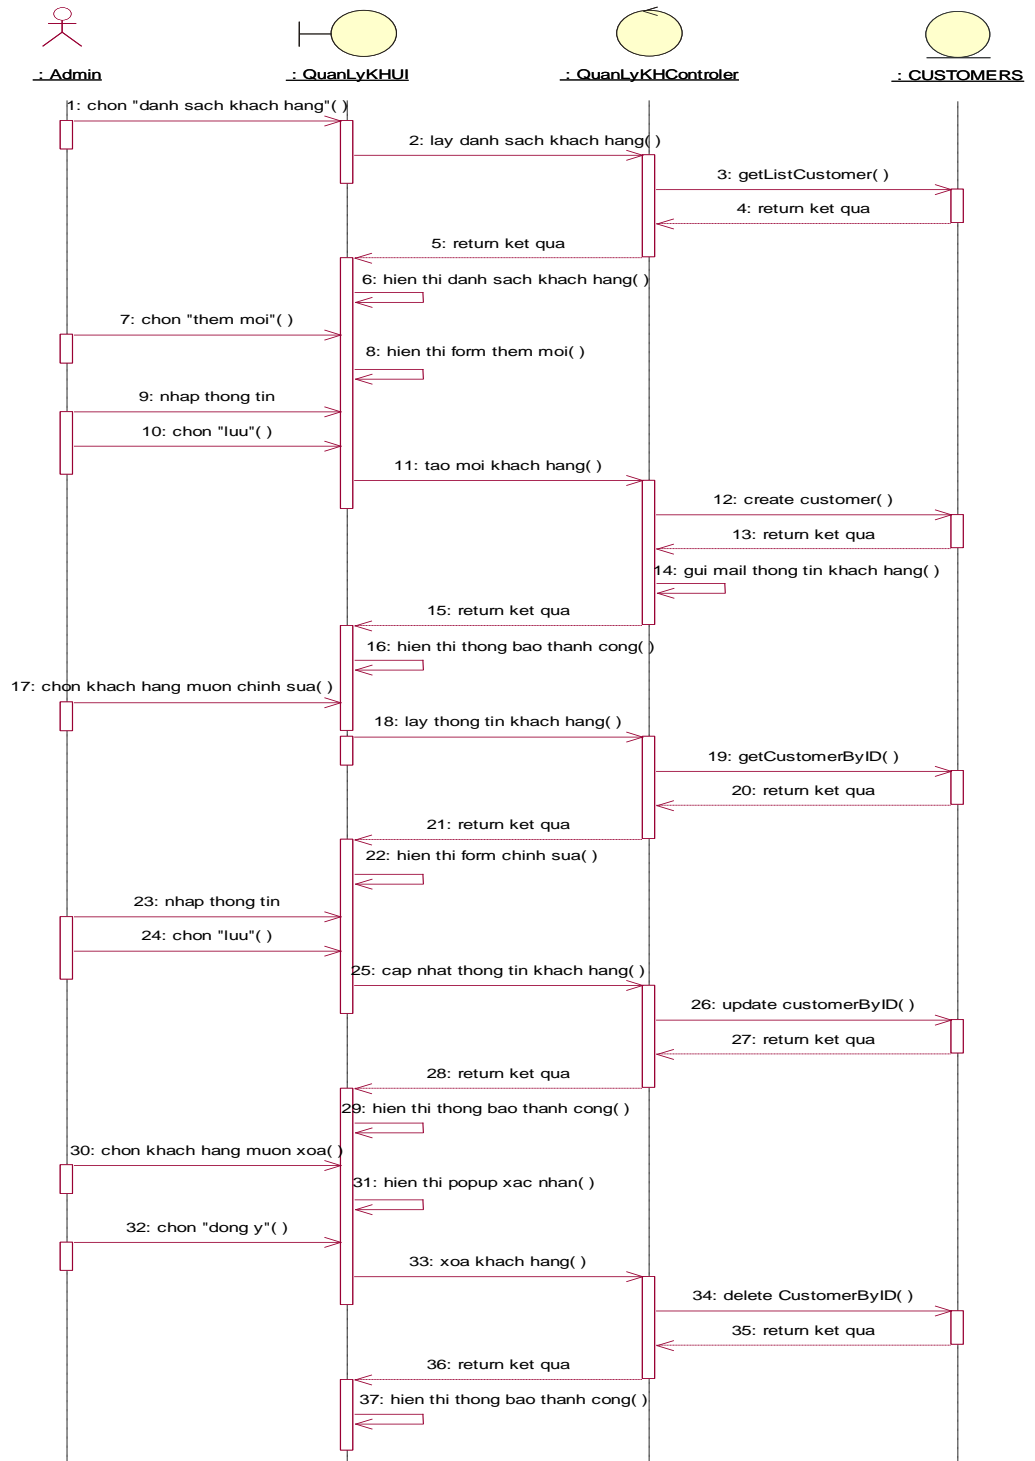 : Admin
: QuanLyKHUI
: QuanLyKHControler
: CUSTOMERS
1: chon "danh sach khach hang"( )
2: lay danh sach khach hang( )
3: getListCustomer( )
4: return ket qua
5: return ket qua
6: hien thi danh sach khach hang( )
7: chon "them moi"( )
8: hien thi form them moi( )
9: nhap thong tin
10: chon "luu"( )
11: tao moi khach hang( )
12: create customer( )
13: return ket qua
14: gui mail thong tin khach hang( )
15: return ket qua
16: hien thi thong bao thanh cong( )
17: chon khach hang muon chinh sua( )
18: lay thong tin khach hang( )
19: getCustomerByID( )
20: return ket qua
21: return ket qua
22: hien thi form chinh sua( )
23: nhap thong tin
24: chon "luu"( )
25: cap nhat thong tin khach hang( )
26: update customerByID( )
27: return ket qua
28: return ket qua
29: hien thi thong bao thanh cong( )
30: chon khach hang muon xoa( )
31: hien thi popup xac nhan( )
32: chon "dong y"( )
33: xoa khach hang( )
34: delete CustomerByID( )
35: return ket qua
36: return ket qua
37: hien thi thong bao thanh cong( )